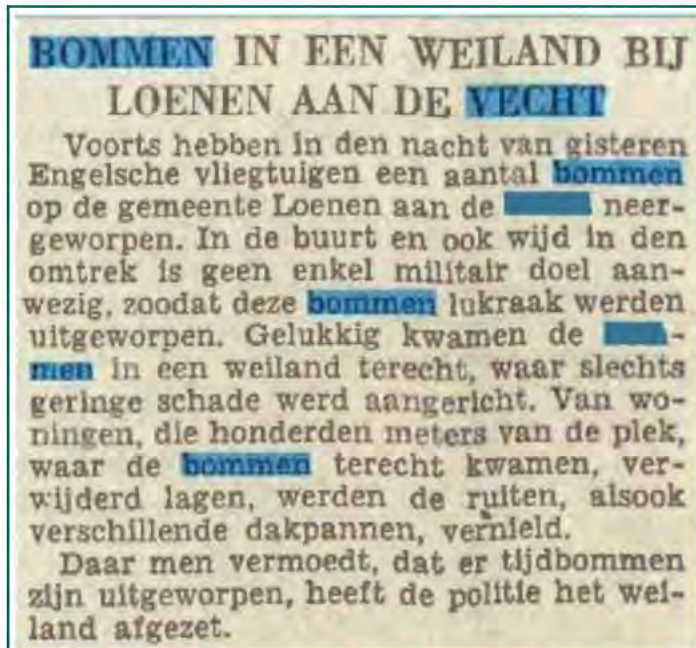 BOMMEN IN EEN WEILAND BIJ
LOENEN AAN DE VECHT
Voorts hebben in den nacht van gisteren
Engelsche vliegtuigen een aantal bommen
op de gemeente Loenen aan de neer-
geworpen. In de buurt en ook wijd in den
omtrek is geen enkel militair doel aan-
wezig, zoodat deze bommen lukraak werden
uitgeworpen. Gelukkig kwamen de -
men in een weiland terecht, waar slechts
geringe schade werd aangericht. Van wo-
ningen, die honderden meters van de plek,
waar de bommen terecht kwamen, ver-
wijderd lagen, werden de ruiten, alsook
verschillende dakpannen, vernield.
Daar men vermoedt, dat er tijdbommen
zijn uitgeworpen, heeft de politie het wei-
land afgezet.